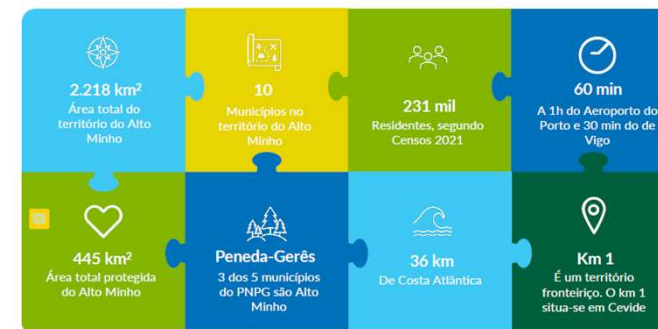 2.218 km²
Área total do
território do Alto
Minho
10
Municípios no
território do Alto
Minho
231 mil
Residentes, segundo
Censos 2021
60 min
A 1h do Aeroporto do
Porto e 30 min do de
Vigo
445 km²
Área total protegida
do Alto Minho
Peneda-Gerês
3 dos 5 municípios
do PNPG são Alto
Minho
36 km
De Costa Atlântica
Km 1
É um território
fronteiriço. O km 1
situa-se em Cevide